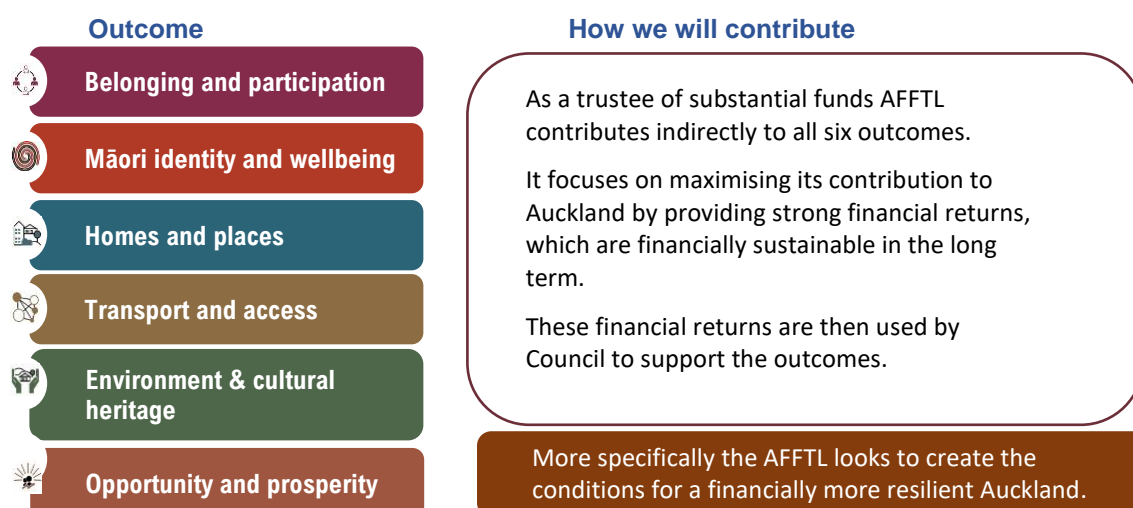 Outcome
Belonging and participation
Māori identity and wellbeing
Homes and places
Transport and access
Environment & cultural
heritage
Opportunity and prosperity
How we will contribute
As a trustee of substantial funds AFFTL
contributes indirectly to all six outcomes.
It focuses on maximising its contribution to
Auckland by providing strong financial returns,
which are financially sustainable in the long
term.
These financial returns are then used by
Council to support the outcomes.
More specifically the AFFTL looks to create the
conditions for a financially more resilient Auckland.